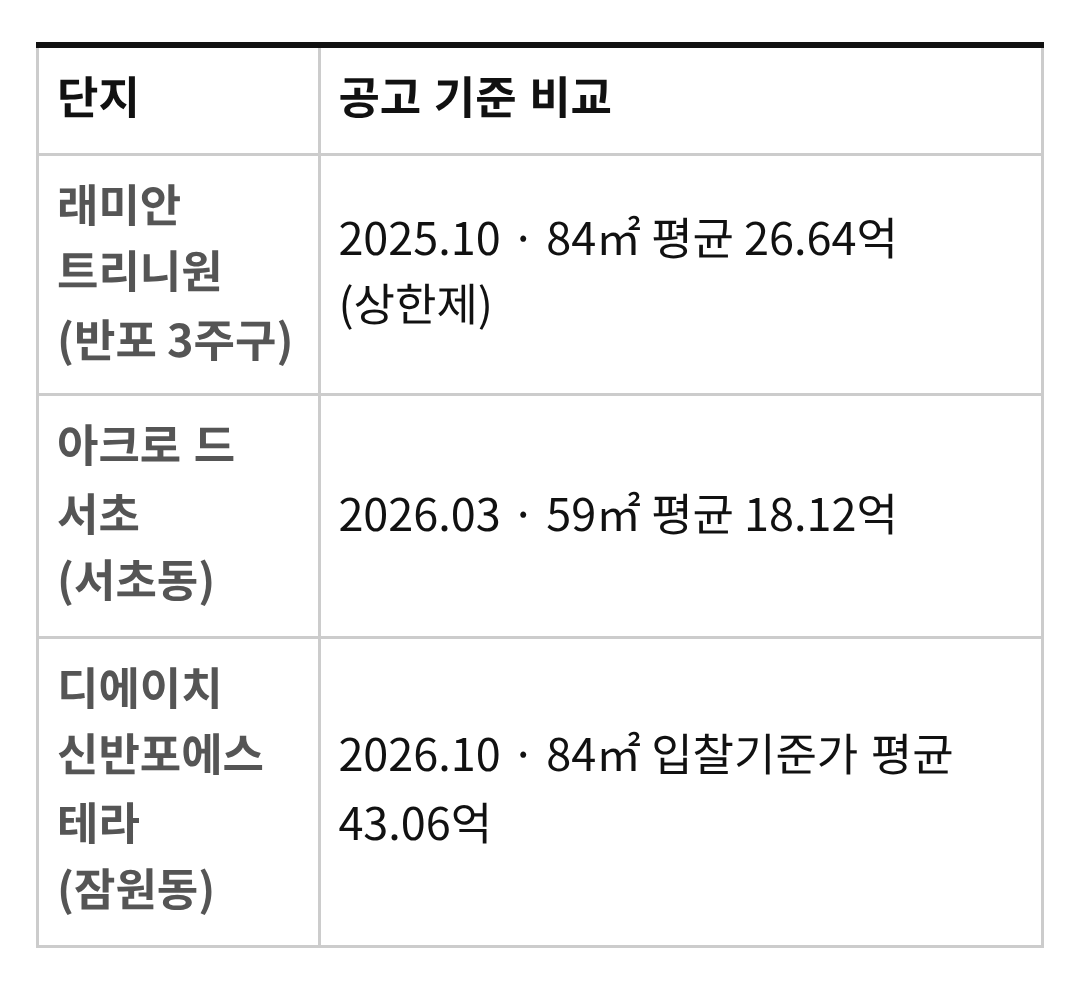 단지
공고 기준 비교
래미안
트리니원
(반포 3주구)
2025.10 · 84㎡ 평균 26.64억
(상한제)
아크로 드
서초
(서초동)
2026.03 · 59㎡ 평균 18.12억
디에이치
신반포에스
테라
(잠원동)
2026.10 · 84㎡ 입찰기준가 평균
43.06억